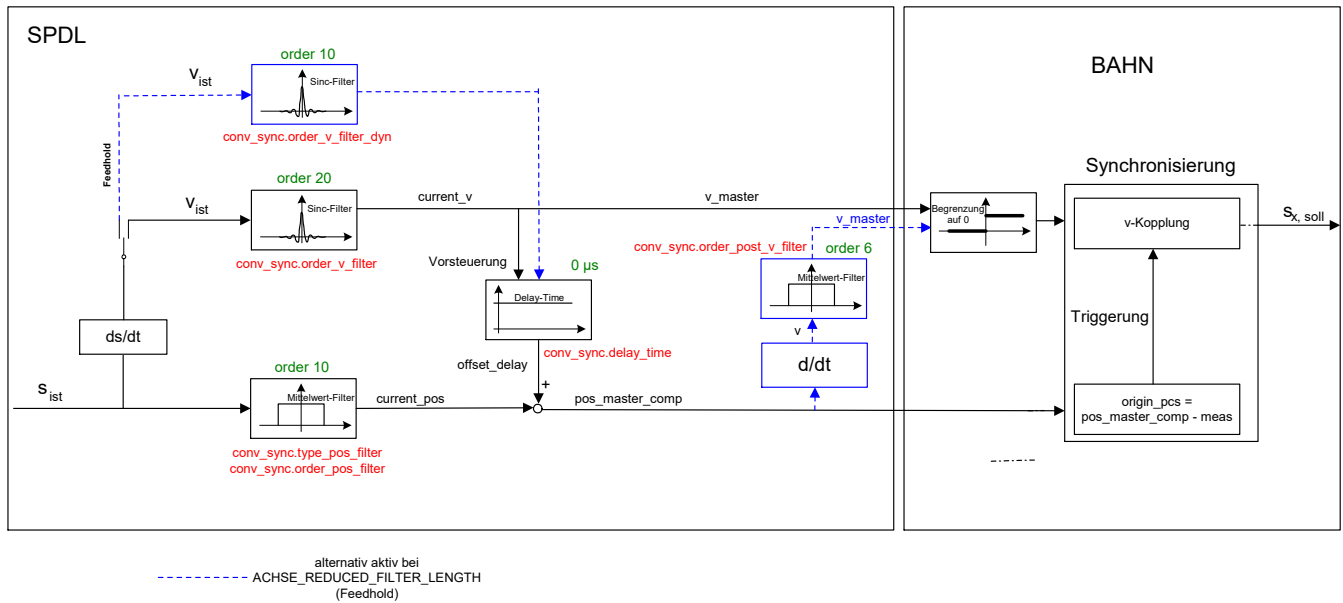 SPDL
BAHN
order 10
v ist
Sinc-Filter
conv_sync.order_v_filter_dyn
Feedhold
order 20
v ist
Sinc-Filter
current_v
v_master
conv_sync.order_v_filter
Vorsteuerung
v_master
conv_sync.order_post_v_filter
order 6
Mittelwert-Filter
0 µs
Delay-Time
conv_sync.delay_time
offset_delay
+
v
d/dt
ds/dt
s ist
order 10
Mittelwert-Filter
current_pos
pos_master_comp
conv_sync.type_pos_filter
conv_sync.order_pos_filter
Synchronisierung
Begrenzung
auf 0
v-Kopplung
s x, soll
Triggerung
origin_pcs =
pos_master_comp - meas
alternativ aktiv bei
ACHSE_REDUCED_FILTER_LENGTH
(Feedhold)